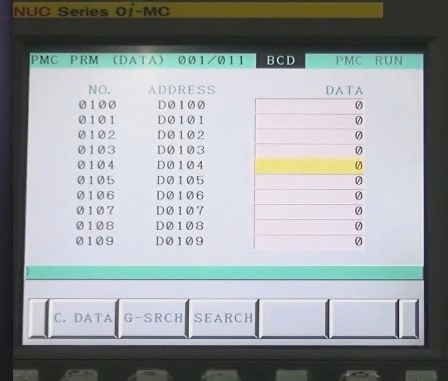 NUC Series 0i-MC
PMC PRM (DATA) 001/011 BCD PMC RUN
NO. ADDRESS DATA
0100 D0100 0
0101 D0101 0
0102 D0102 0
0103 D0103 0
0104 D0104 0
0105 D0105 0
0106 D0106 0
0107 D0107 0
0108 D0108 0
0109 D0109 0
)
C. DATA G-SRCH SEARCH